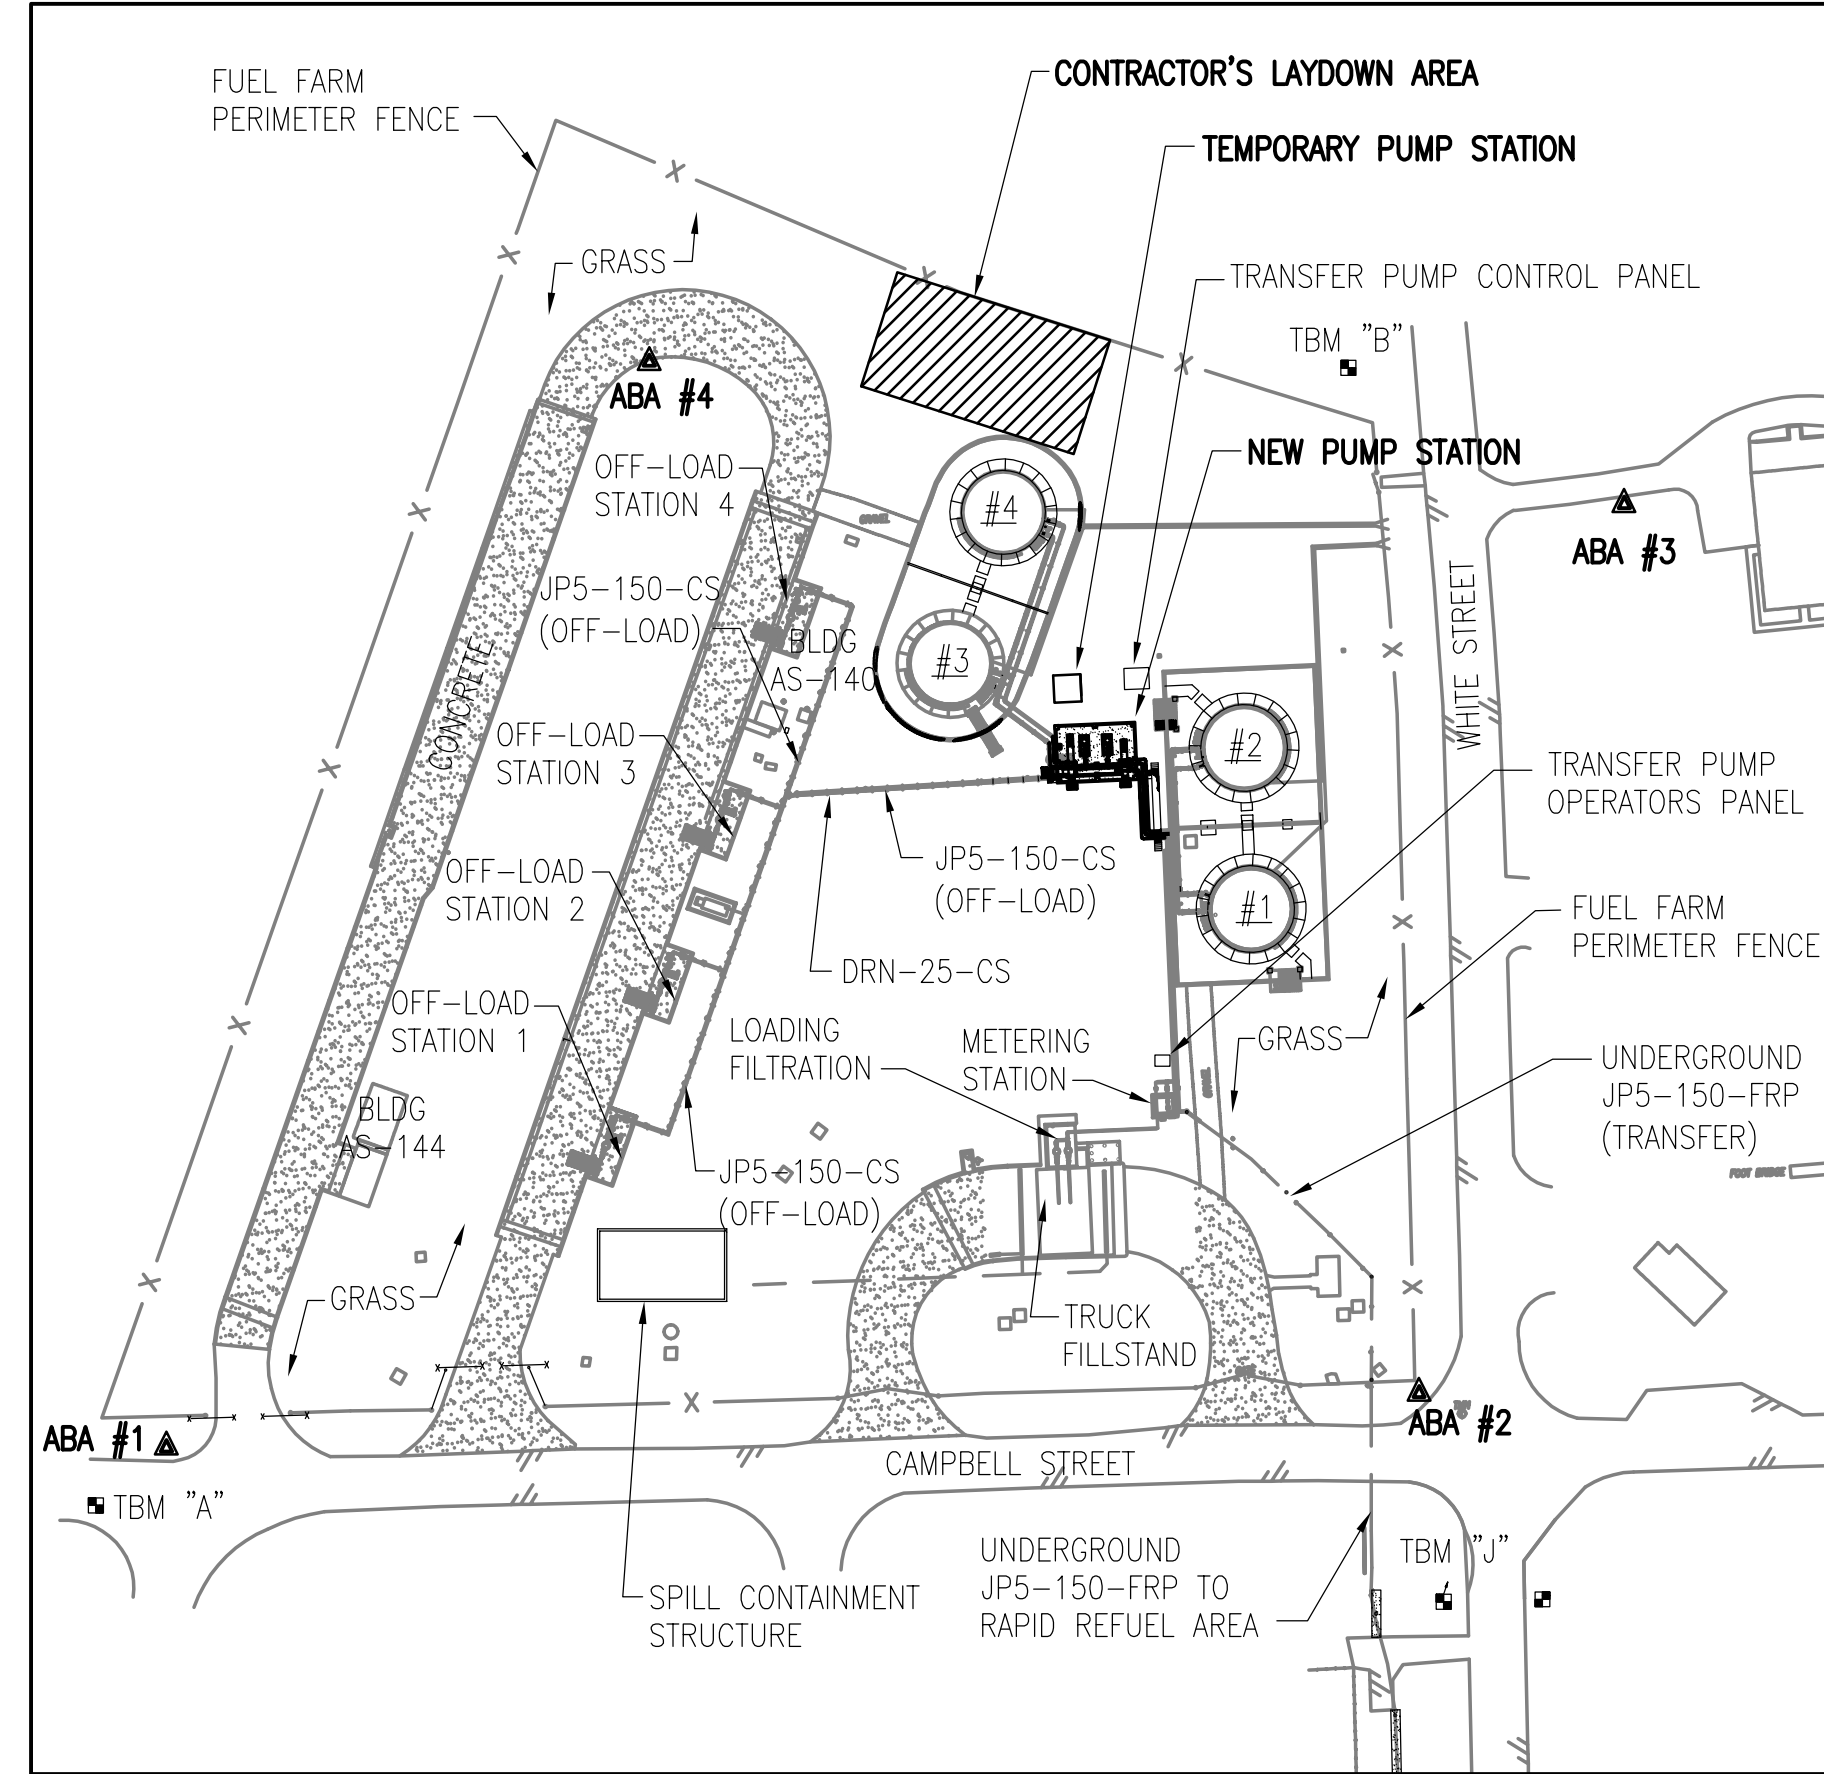 FUEL FARM
PERIMETER FENCE
CONTRACTOR'S LAYDOWN AREA
TEMPORARY PUMP STATION
GRASS
TRANSFER PUMP CONTROL PANEL
TBM "B"
ABA #4
OFF-LOAD
STATION 4
NEW PUMP STATION
#4
GRAVEL
ABA #3
JP5-150-CS
(OFF-LOAD)
BLDG
AS-140
#3
WHITE STREET
CONCRETE
OFF-LOAD
STATION 3
#2
TRANSFER PUMP
OPERATORS PANEL
JP5-150-CS
(OFF-LOAD)
OFF-LOAD
STATION 2
#1
FUEL FARM
PERIMETER FENCE
DRN-25-CS
OFF-LOAD
STATION 1
LOADING
FILTRATION
METERING
STATION
GRASS
UNDERGROUND
JP5-150-FRP
(TRANSFER)
GRAVEL
BLDG
AS-144
JP5-150-CS
(OFF-LOAD)
FOOT BRIDGE
GRASS
TRUCK
FILLSTAND
ABA #1
ABA #2
CAMPBELL STREET
TBM "A"
UNDERGROUND
JP5-150-FRP TO
RAPID REFUEL AREA
TBM "J"
SPILL CONTAINMENT
STRUCTURE